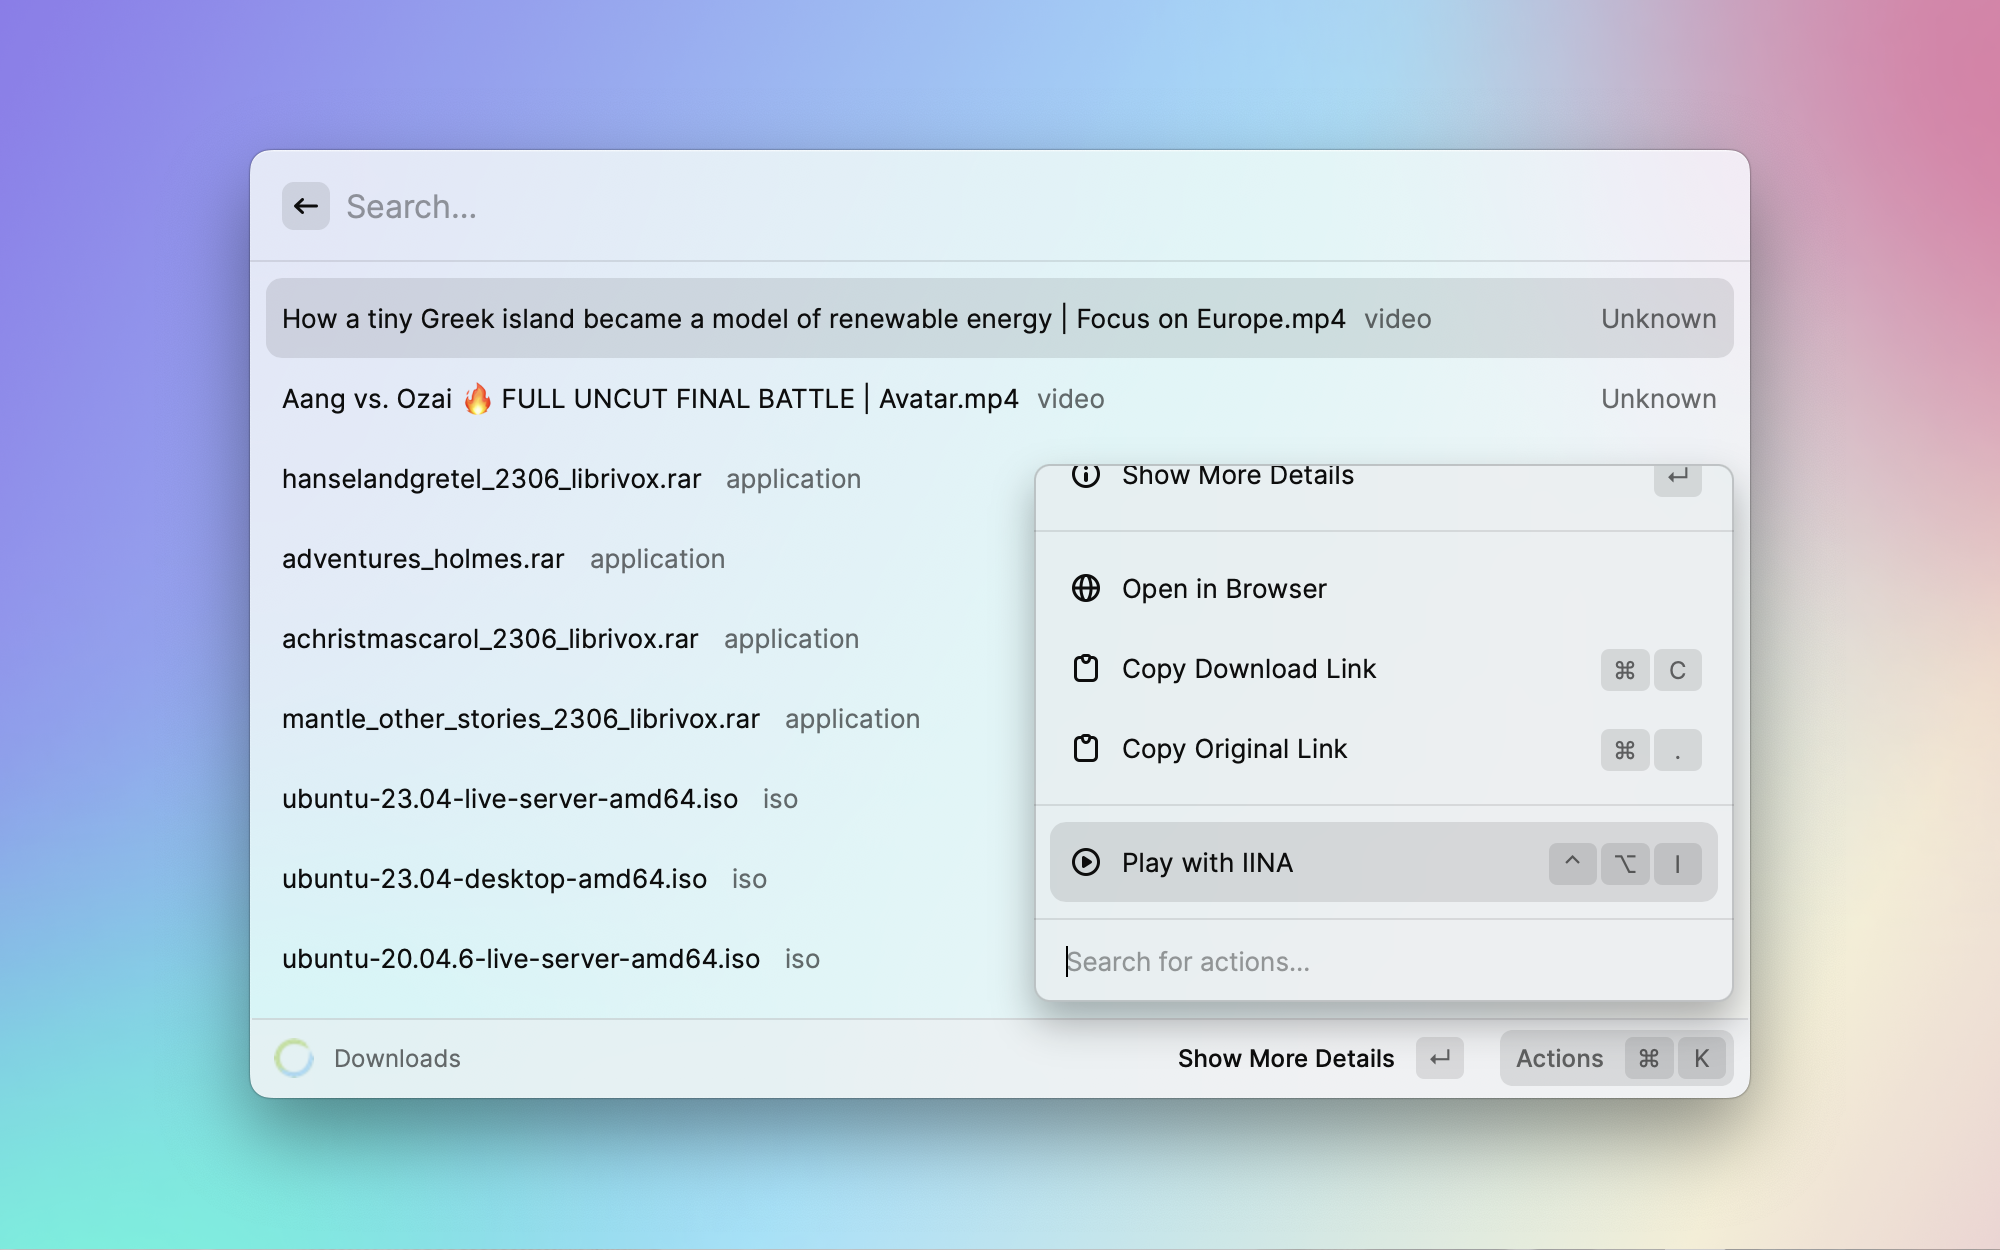 Search...
How a tiny Greek island became a model of renewable energy | Focus on Europe.mp4 video Unknown
Aang vs. Ozai 🔥 FULL UNCUT FINAL BATTLE | Avatar.mp4 video Unknown
hanselandgretel_2306_librivox.rar application
adventures_holmes.rar application
achristmascarol_2306_librivox.rar application
mantle_other_stories_2306_librivox.rar application
ubuntu-23.04-live-server-amd64.iso iso
ubuntu-23.04-desktop-amd64.iso iso
ubuntu-20.04.6-live-server-amd64.iso iso
Show More Details ↵
Open in Browser
Copy Download Link ⌘ C
Copy Original Link ⌘ .
Play with IINA ^ ⌥ I
Search for actions...
Downloads
Show More Details ↵ Actions ⌘ K